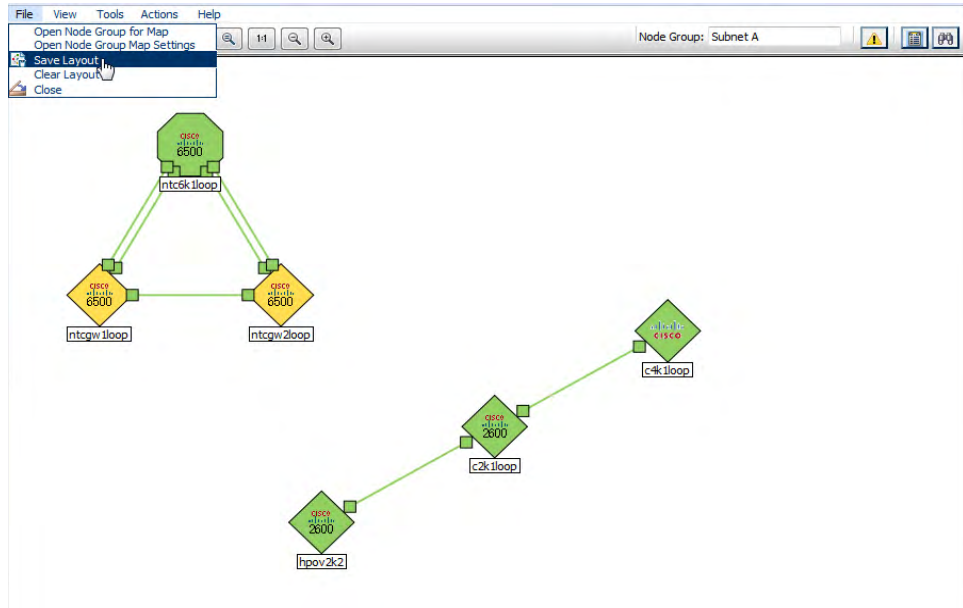 File View Tools Actions Help
Open Node Group for Map
Open Node Group Map Settings
Save Layout
Clear Layout
Close
1:1
Node Group: Subnet A
cisco
6500
ntc6k1loop
cisco
6500
ntcgw1loop
cisco
6500
ntcgw2loop
cisco
c4k1loop
cisco
2600
c2k1loop
cisco
2600
hpov2k2